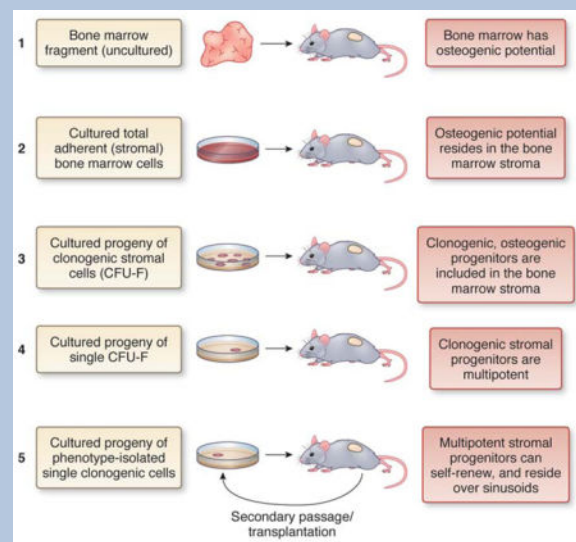 1
Bone marrow
fragment (uncultured)
Bone marrow has
osteogenic potential
2
Cultured total
adherent (stromal)
bone marrow cells
Osteogenic potential
resides in the bone
marrow stroma
3
Cultured progeny of
clonogenic stromal
cells (CFU-F)
Clonogenic, osteogenic
progenitors are
included in the bone
marrow stroma
4
Cultured progeny of
single CFU-F
Clonogenic stromal
progenitors are
multipotent
5
Cultured progeny of
phenotype-isolated
single clonogenic cells
Multipotent stromal
progenitors can
self-renew, and reside
over sinusoids
Secondary passage/
transplantation